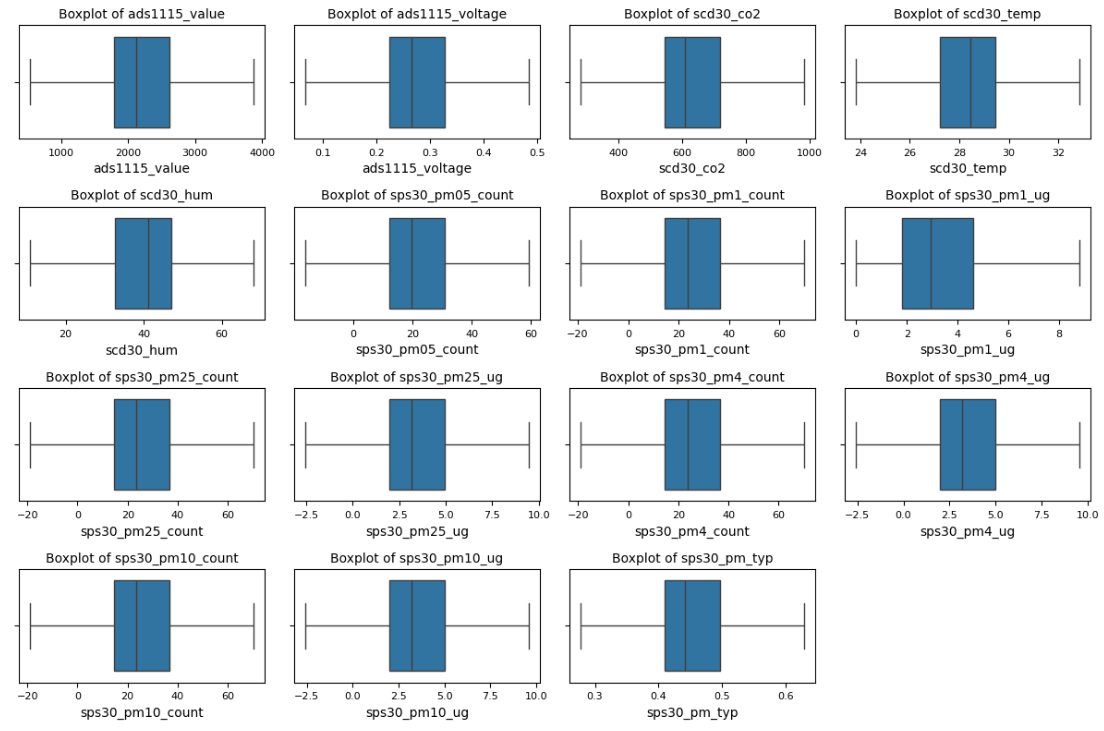 Boxplot of ads1115_value
Boxplot of ads1115_voltage
Boxplot of scd30_co2
Boxplot of scd30_temp
1000 2000 3000 4000
0.1 0.2 0.3 0.4 0.5
400 600 800 1000
24 26 28 30 32
ads1115_value
ads1115_voltage
scd30_co2
scd30_temp
Boxplot of scd30_hum
Boxplot of sps30_pm05_count
Boxplot of sps30_pm1_count
Boxplot of sps30_pm1_ug
20 40 60
0 20 40 60
−20 0 20 40 60
0 2 4 6 8
scd30_hum
sps30_pm05_count
sps30_pm1_count
sps30_pm1_ug
Boxplot of sps30_pm25_count
Boxplot of sps30_pm25_ug
Boxplot of sps30_pm4_count
Boxplot of sps30_pm4_ug
−20 0 20 40 60
−2.5 0.0 2.5 5.0 7.5 10.0
−20 0 20 40 60
−2.5 0.0 2.5 5.0 7.5 10.0
sps30_pm25_count
sps30_pm25_ug
sps30_pm4_count
sps30_pm4_ug
Boxplot of sps30_pm10_count
Boxplot of sps30_pm10_ug
Boxplot of sps30_pm_typ
−20 0 20 40 60
−2.5 0.0 2.5 5.0 7.5 10.0
0.3 0.4 0.5 0.6
sps30_pm10_count
sps30_pm10_ug
sps30_pm_typ